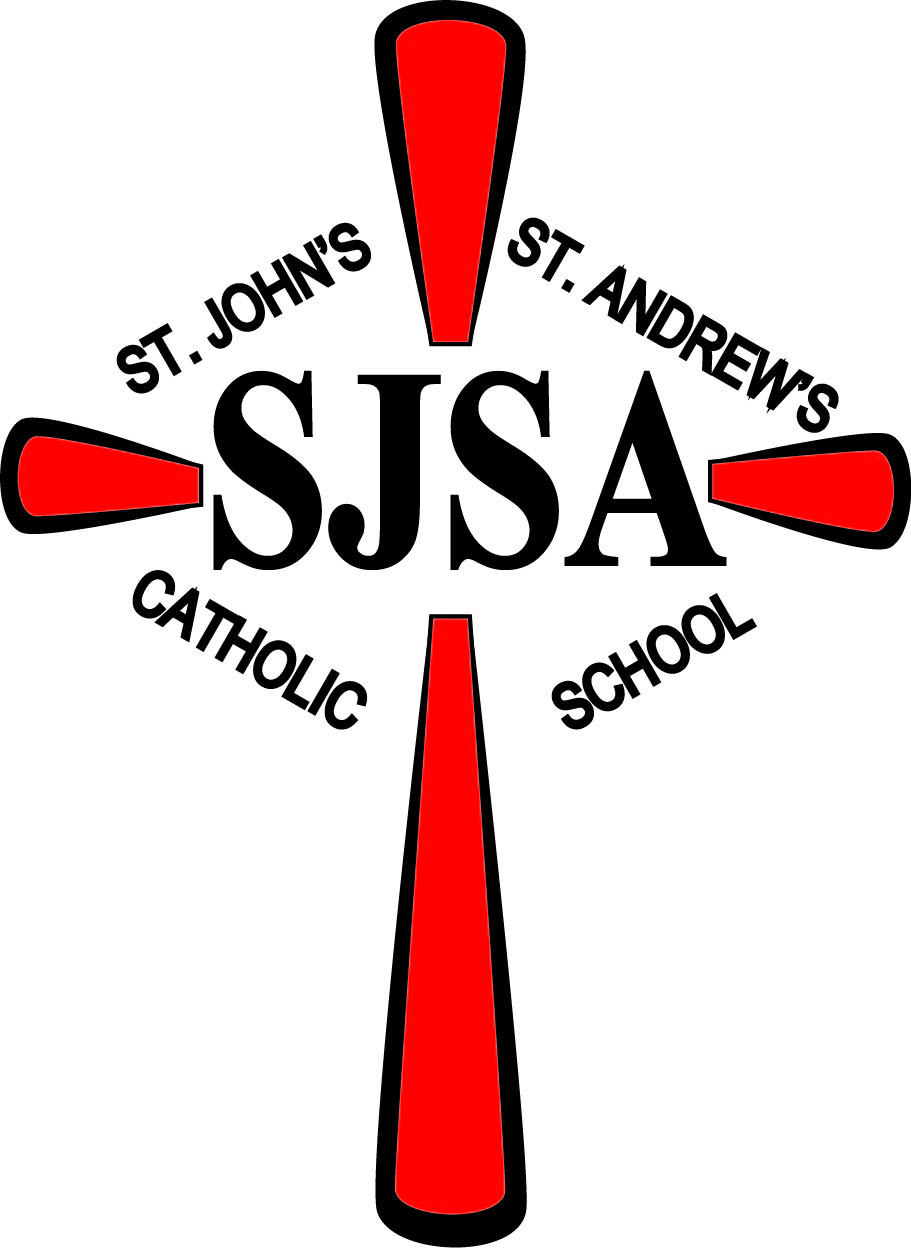 ST. JOHN'S
ST. ANDREW'S
SJSA
CATHOLIC
SCHOOL